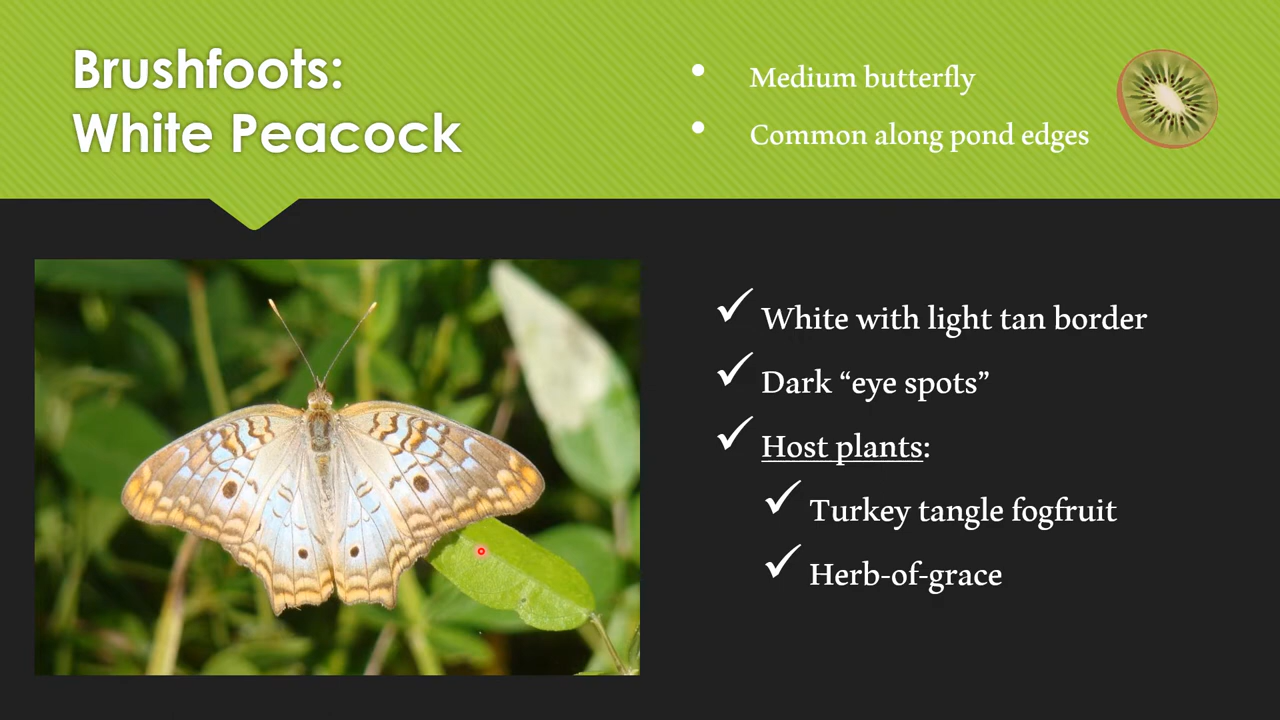 Brushfoots:
White Peacock
• Medium butterfly
• Common along pond edges
✓ White with light tan border
✓ Dark “eye spots”
✓ Host plants:
✓ Turkey tangle fogfruit
✓ Herb-of-grace